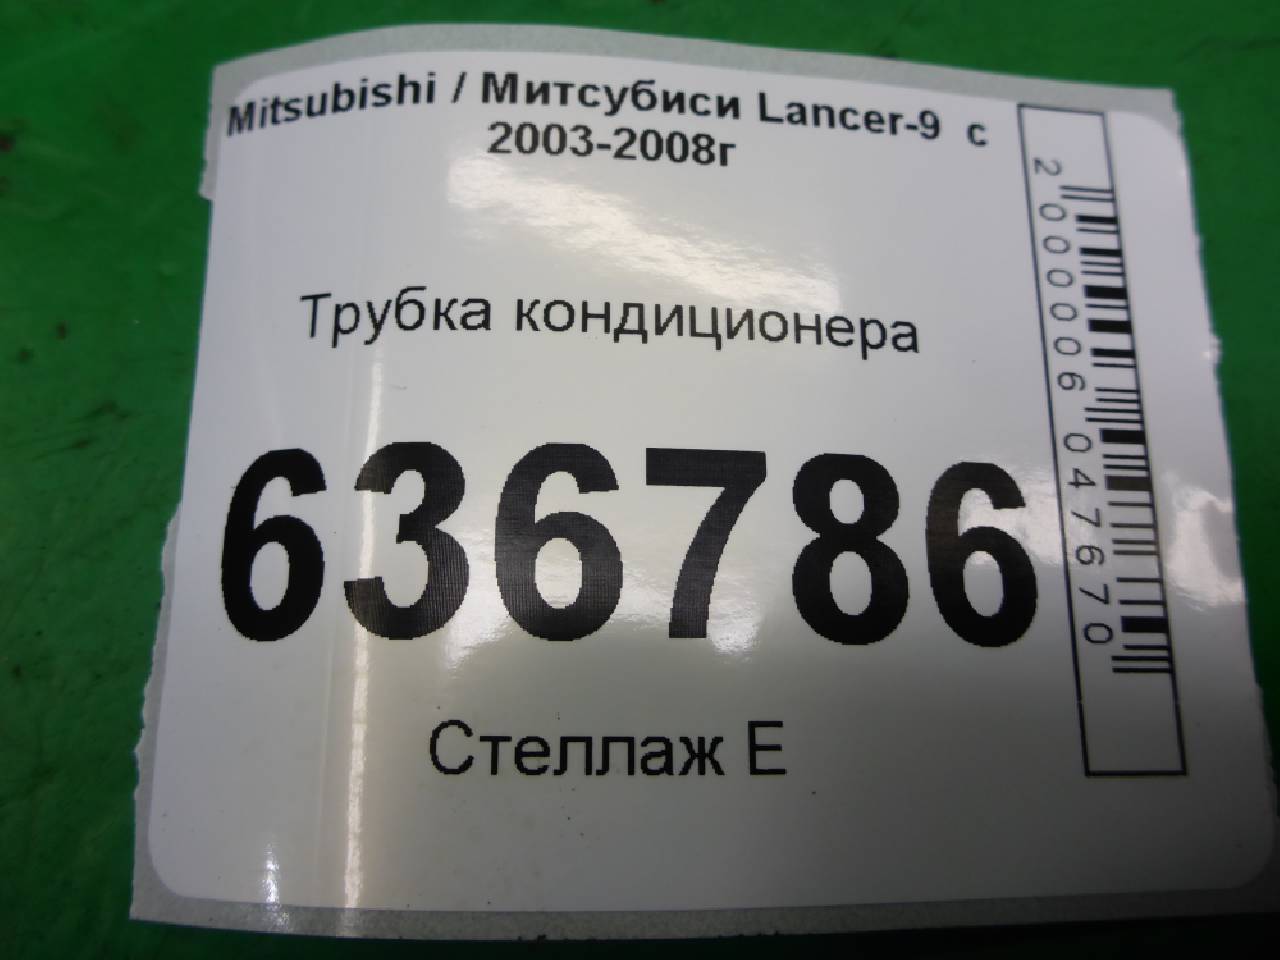 Mitsubishi / Митсубиси Lancer-9 с
2003-2008г
Трубка кондиционера
636786
Стеллаж Е
2000006047670